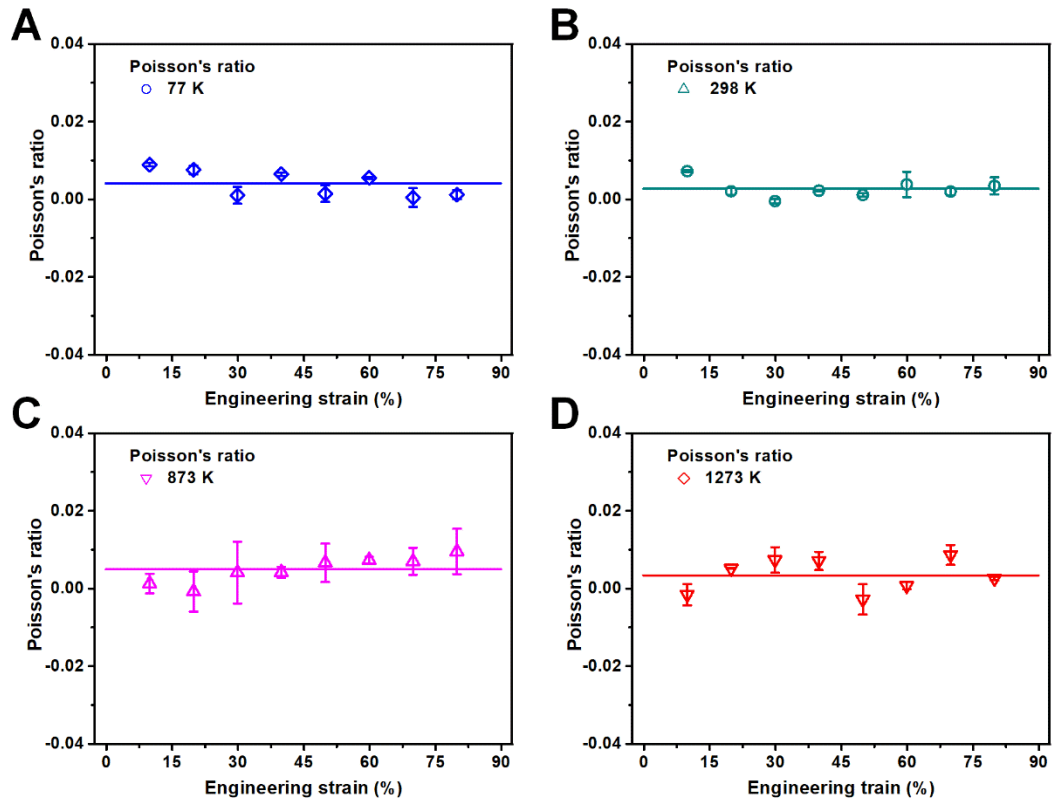 A
Poisson's ratio
77 K
0.04
0.02
0.00
-0.02
-0.04
Poisson's ratio
0 15 30 45 60 75 90
Engineering strain (%)
B
Poisson's ratio
298 K
0.04
0.02
0.00
-0.02
-0.04
Poisson's ratio
0 15 30 45 60 75 90
Engineering strain (%)
C
Poisson's ratio
873 K
0.04
0.02
0.00
-0.02
-0.04
Poisson's ratio
0 15 30 45 60 75 90
Engineering strain (%)
D
Poisson's ratio
1273 K
0.04
0.02
0.00
-0.02
-0.04
Poisson's ratio
0 15 30 45 60 75 90
Engineering train (%)